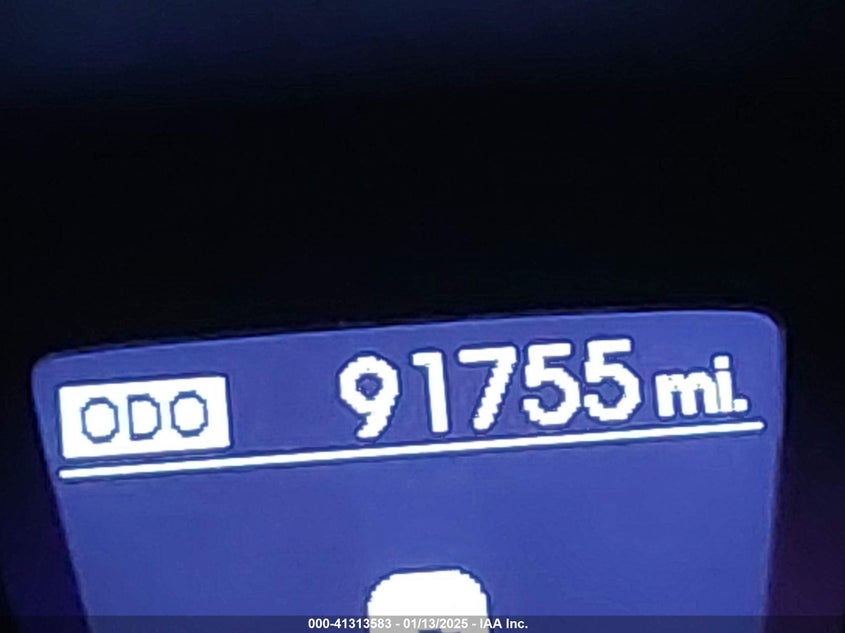 ODO 91755 mi.
000-41313583 - 01/13/2025 - IAA Inc.